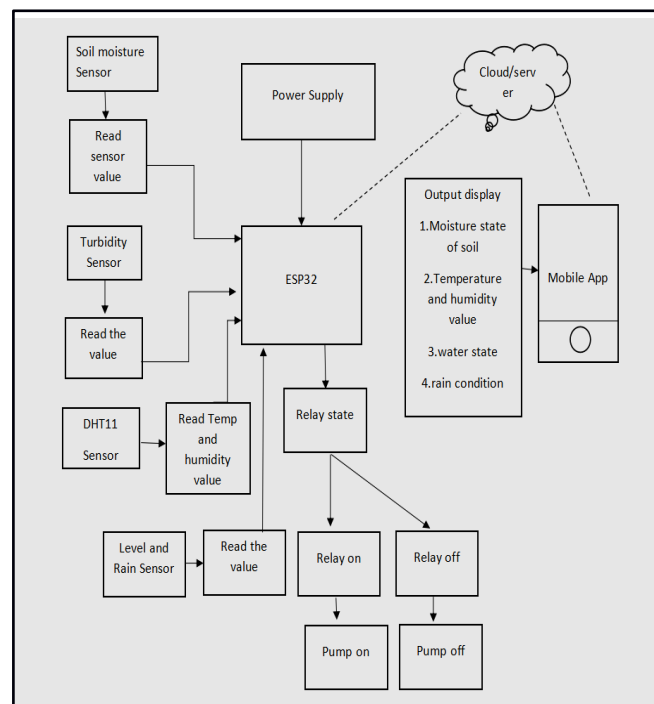 Soil moisture
Sensor
Read
sensor
value
Turbidity
Sensor
Read the
value
DHT11
Sensor
Read Temp
and
humidity
value
Level and
Rain Sensor
Read the
value
Power Supply
ESP32
Relay state
Relay on
Relay off
Pump on
Pump off
Cloud/serv
er
Output display
1.Moisture state
of soil
2.Temperature
and humidity
value
3.water state
4.rain condition
Mobile App